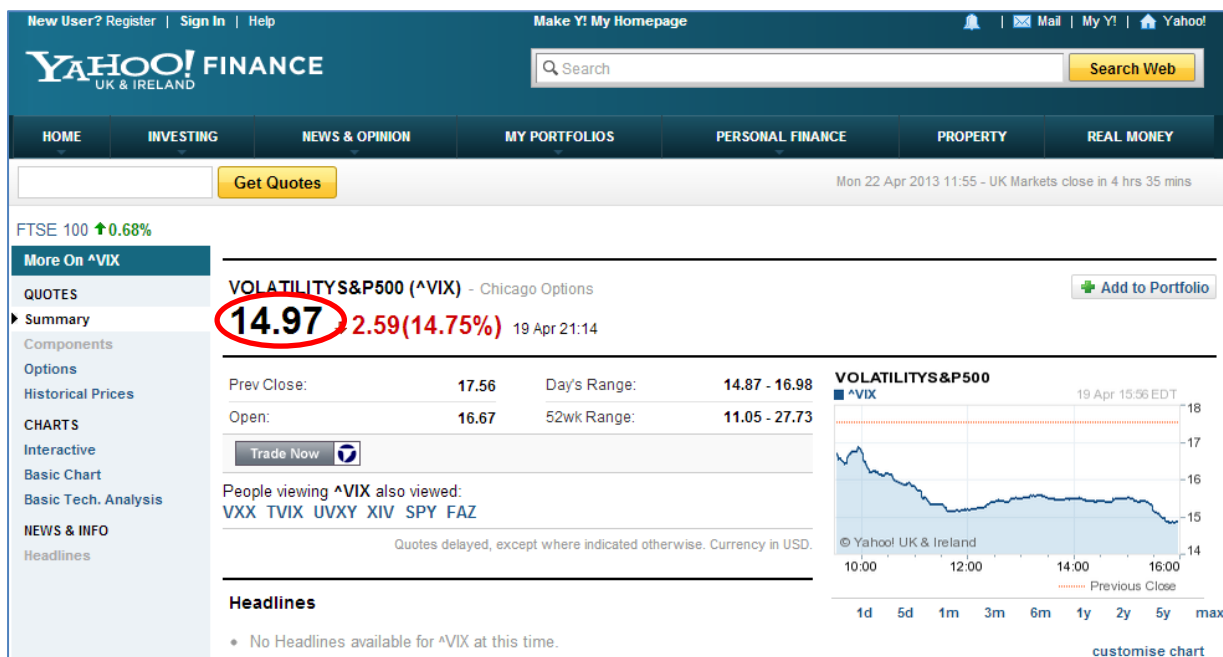 New User? Register | Sign In | Help Make Y! My Homepage | Mail | My Y! | Yahoo!
YAHOO! FINANCE
UK & IRELAND
Search
Search Web
HOME INVESTING NEWS & OPINION MY PORTFOLIOS PERSONAL FINANCE PROPERTY REAL MONEY
Get Quotes
Mon 22 Apr 2013 11:55 - UK Markets close in 4 hrs 35 mins
FTSE 100 0.68%
More On ^VIX
QUOTES
Summary
Components
Options
Historical Prices
CHARTS
Interactive
Basic Chart
Basic Tech. Analysis
NEWS & INFO
Headlines
VOLATILITYS&P500 (^VIX) - Chicago Options
Add to Portfolio
14.97 2.59(14.75%) 19 Apr 21:14
Prev Close: 17.56 Day's Range: 14.87 - 16.98
Open: 16.67 52wk Range: 11.05 - 27.73
Trade Now
People viewing ^VIX also viewed:
VXX TVIX UVXY XIV SPY FAZ
Quotes delayed, except where indicated otherwise. Currency in USD.
Headlines
• No Headlines available for ^VIX at this time.
VOLATILITYS&P500
^VIX 19 Apr 15:56 EDT
18
17
16
15
14
© Yahoo! UK & Ireland
10:00 12:00 14:00 16:00
Previous Close
1d 5d 1m 3m 6m 1y 2y 5y max
customise chart